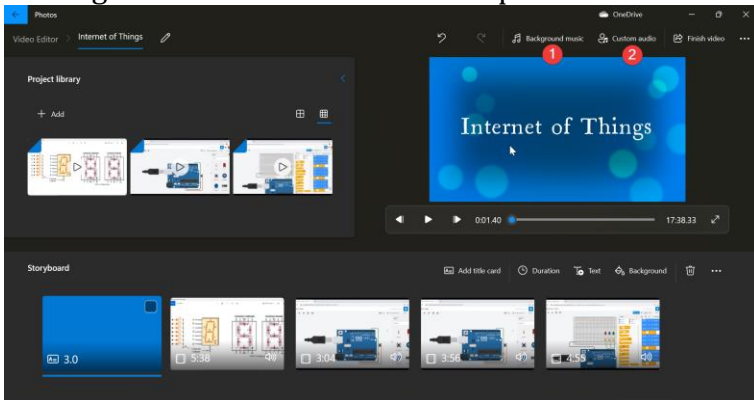 Photos
OneDrive
Video Editor > Internet of Things
Background music
Custom audio
Finish video
1
2
Project library
+ Add
Internet of Things
0:01.40
17:38.33
Storyboard
Add title card
Duration
Text
Background
3.0
5:38
3:04
3:56
4:55